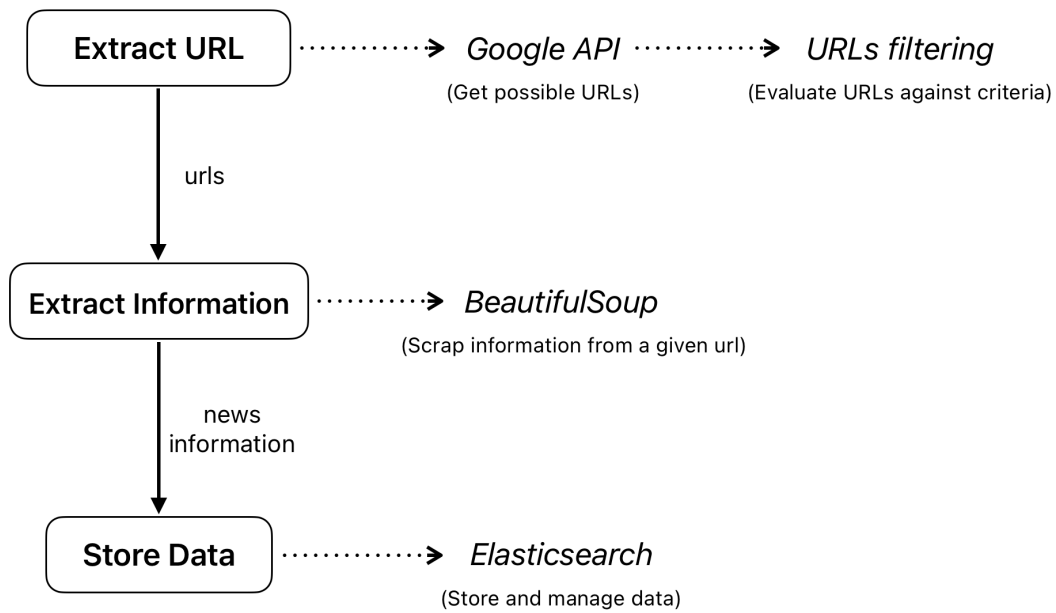 Extract URL
Google API
URLs filtering
(Get possible URLs)
(Evaluate URLs against criteria)
urls
Extract Information
BeautifulSoup
(Scrap information from a given url)
news
information
Store Data
Elasticsearch
(Store and manage data)